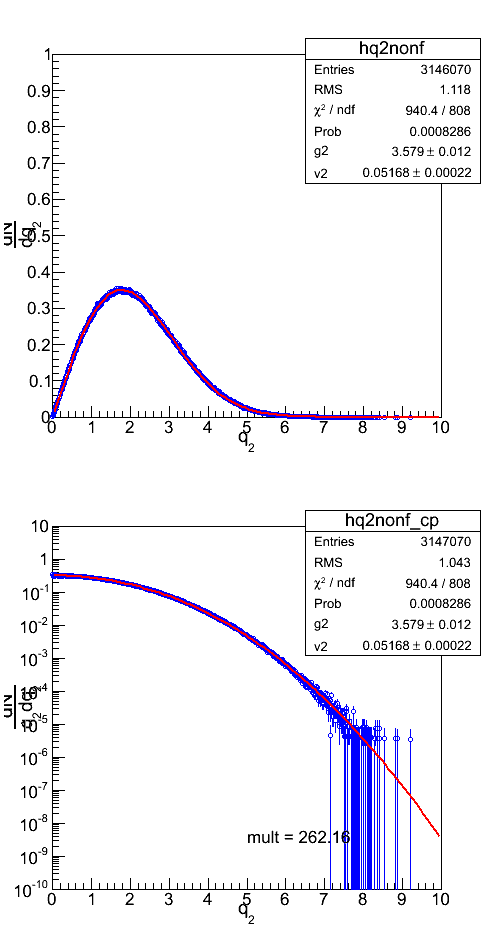 hq2nonf
Entries 3146070
RMS 1.118
χ² / ndf 940.4 / 808
Prob 0.0008286
g2 3.579 ± 0.012
v2 0.05168 ± 0.00022
1
0.9
0.8
0.7
0.6
0.5
0.4
0.3
0.2
0.1
0
dN
dq₂
0 1 2 3 4 5 6 7 8 9 10
q₂
hq2nonf_cp
Entries 3147070
RMS 1.043
χ² / ndf 940.4 / 808
Prob 0.0008286
g2 3.579 ± 0.012
v2 0.05168 ± 0.00022
10
1
10⁻¹
10⁻²
10⁻³
10⁻⁴
10⁻⁵
10⁻⁶
10⁻⁷
10⁻⁸
10⁻⁹
10⁻¹⁰
dN
mult = 262.16
0 1 2 3 4 5 6 7 8 9 10
q₂